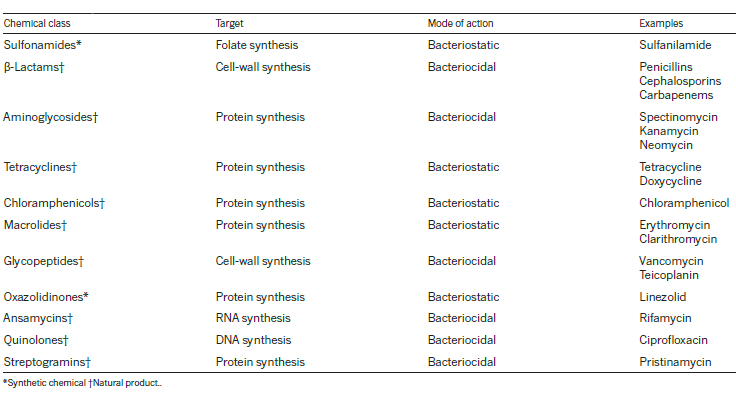 Chemical class Target Mode of action Examples
Sulfonamides* Folate synthesis Bacteriostatic Sulfanilamide
β-Lactams† Cell-wall synthesis Bacteriocidal Penicillins
Cephalosporins
Carbapenems
Aminoglycosides† Protein synthesis Bacteriocidal Spectinomycin
Kanamycin
Neomycin
Tetracyclines† Protein synthesis Bacteriostatic Tetracycline
Doxycycline
Chloramphenicols† Protein synthesis Bacteriostatic Chloramphenicol
Macrolides† Protein synthesis Bacteriostatic Erythromycin
Clarithromycin
Glycopeptides† Cell-wall synthesis Bacteriocidal Vancomycin
Teicoplanin
Oxazolidinones* Protein synthesis Bacteriostatic Linezolid
Ansamycins† RNA synthesis Bacteriocidal Rifamycin
Quinolones† DNA synthesis Bacteriocidal Ciprofloxacin
Streptogramins† Protein synthesis Bacteriocidal Pristinamycin
*Synthetic chemical †Natural product..